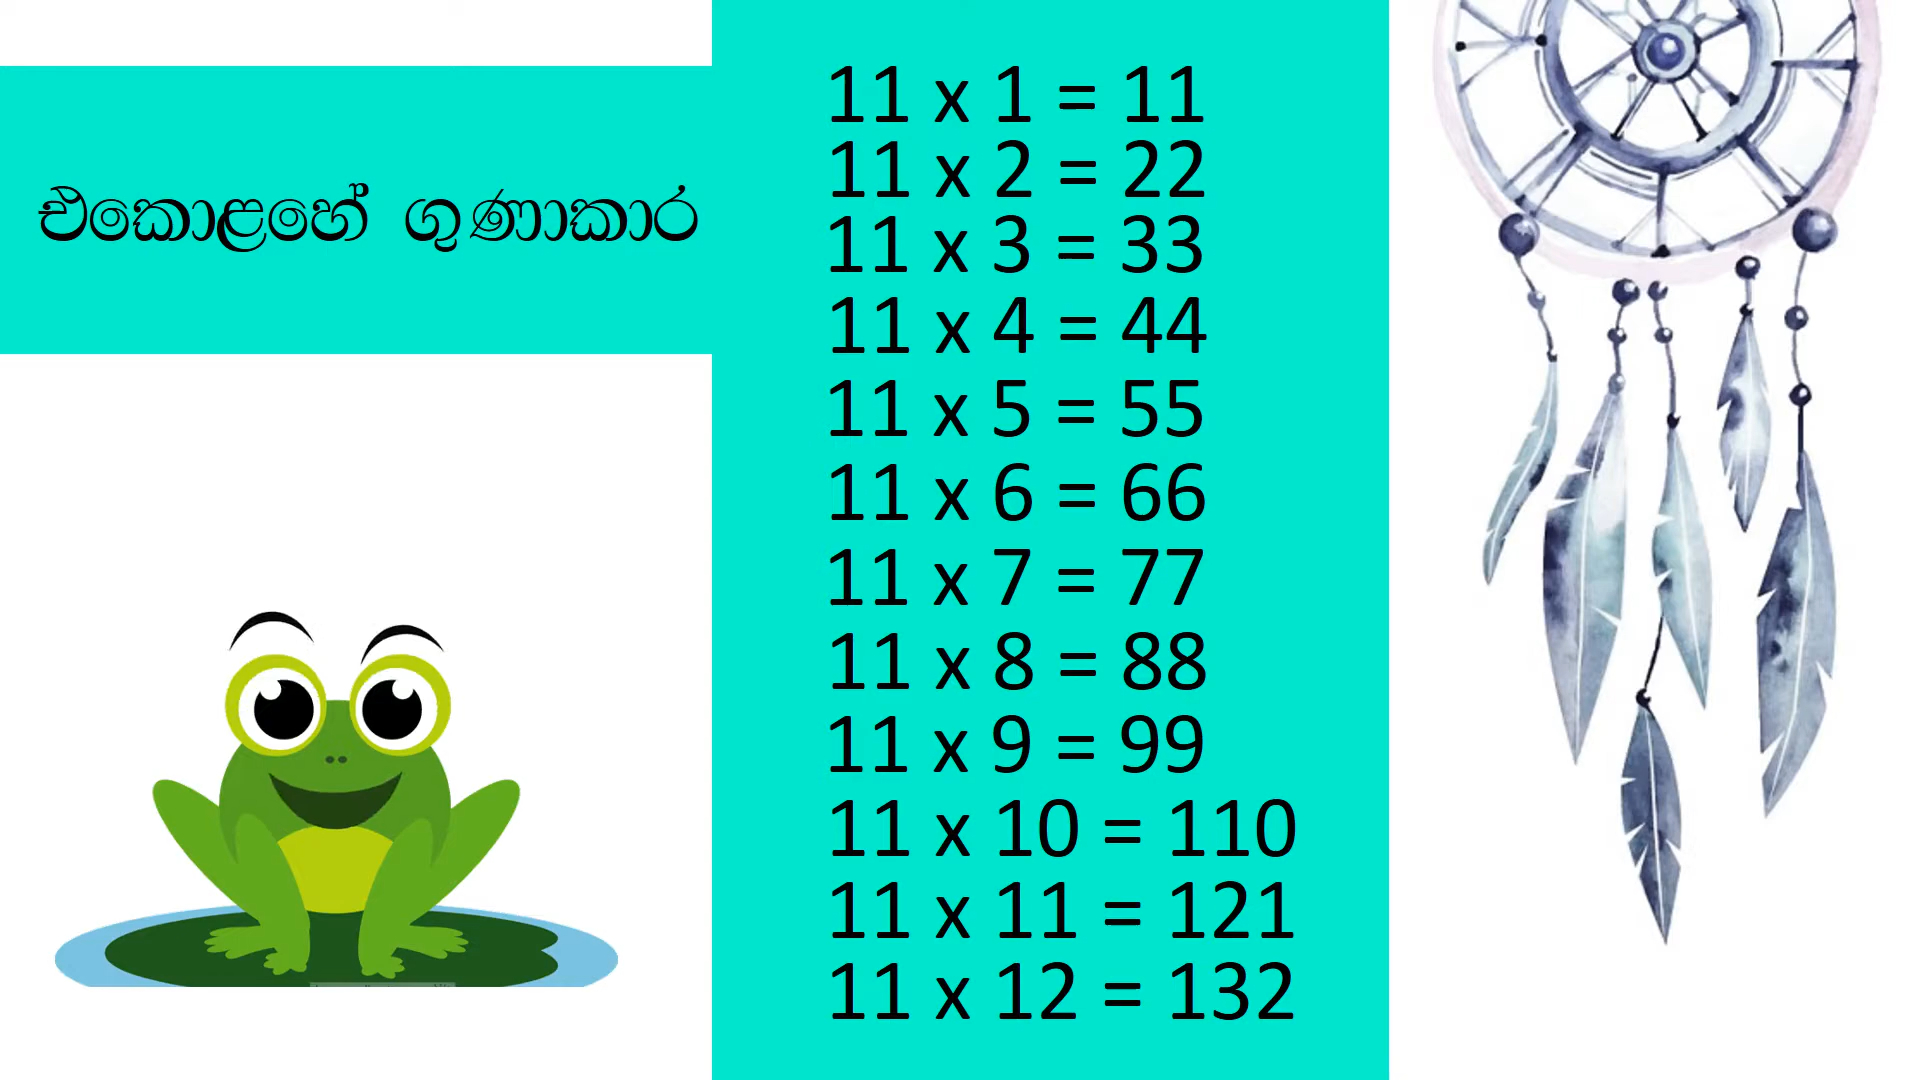 එකොළහේ ගුණාකාර
11 x 1 = 11
11 x 2 = 22
11 x 3 = 33
11 x 4 = 44
11 x 5 = 55
11 x 6 = 66
11 x 7 = 77
11 x 8 = 88
11 x 9 = 99
11 x 10 = 110
11 x 11 = 121
11 x 12 = 132